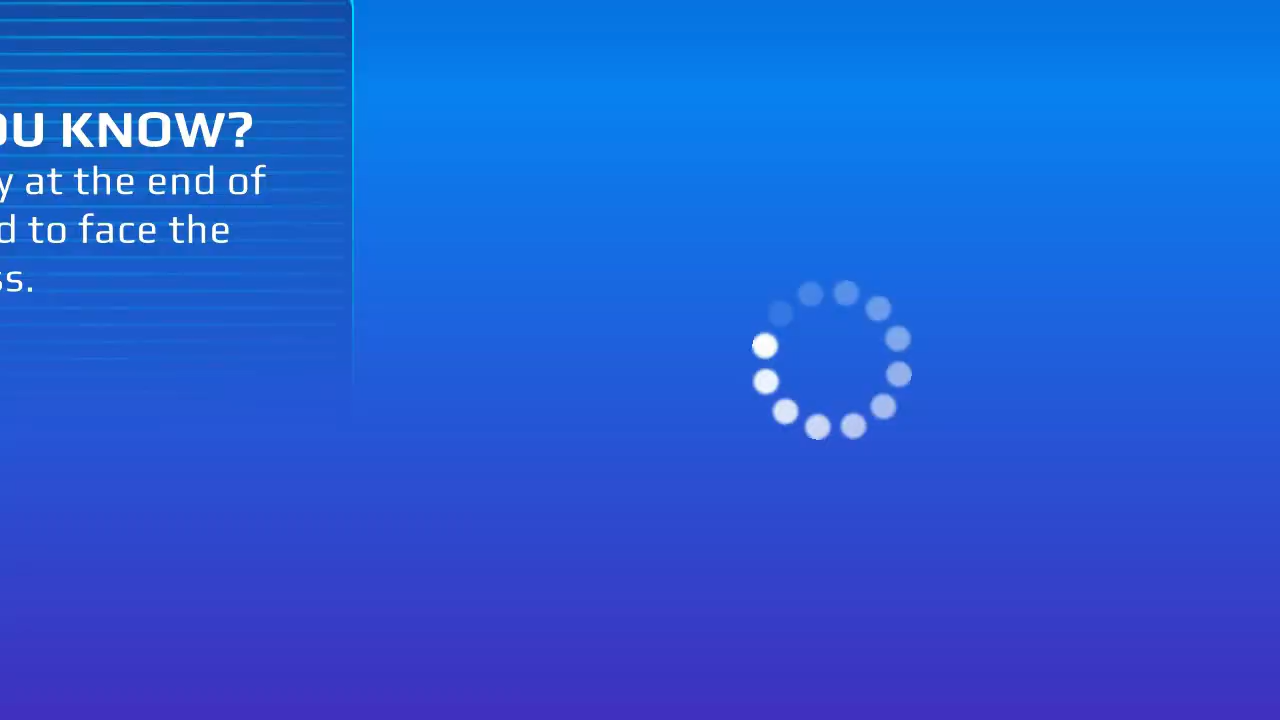 OU KNOW?
y at the end of
d to face the
ss.